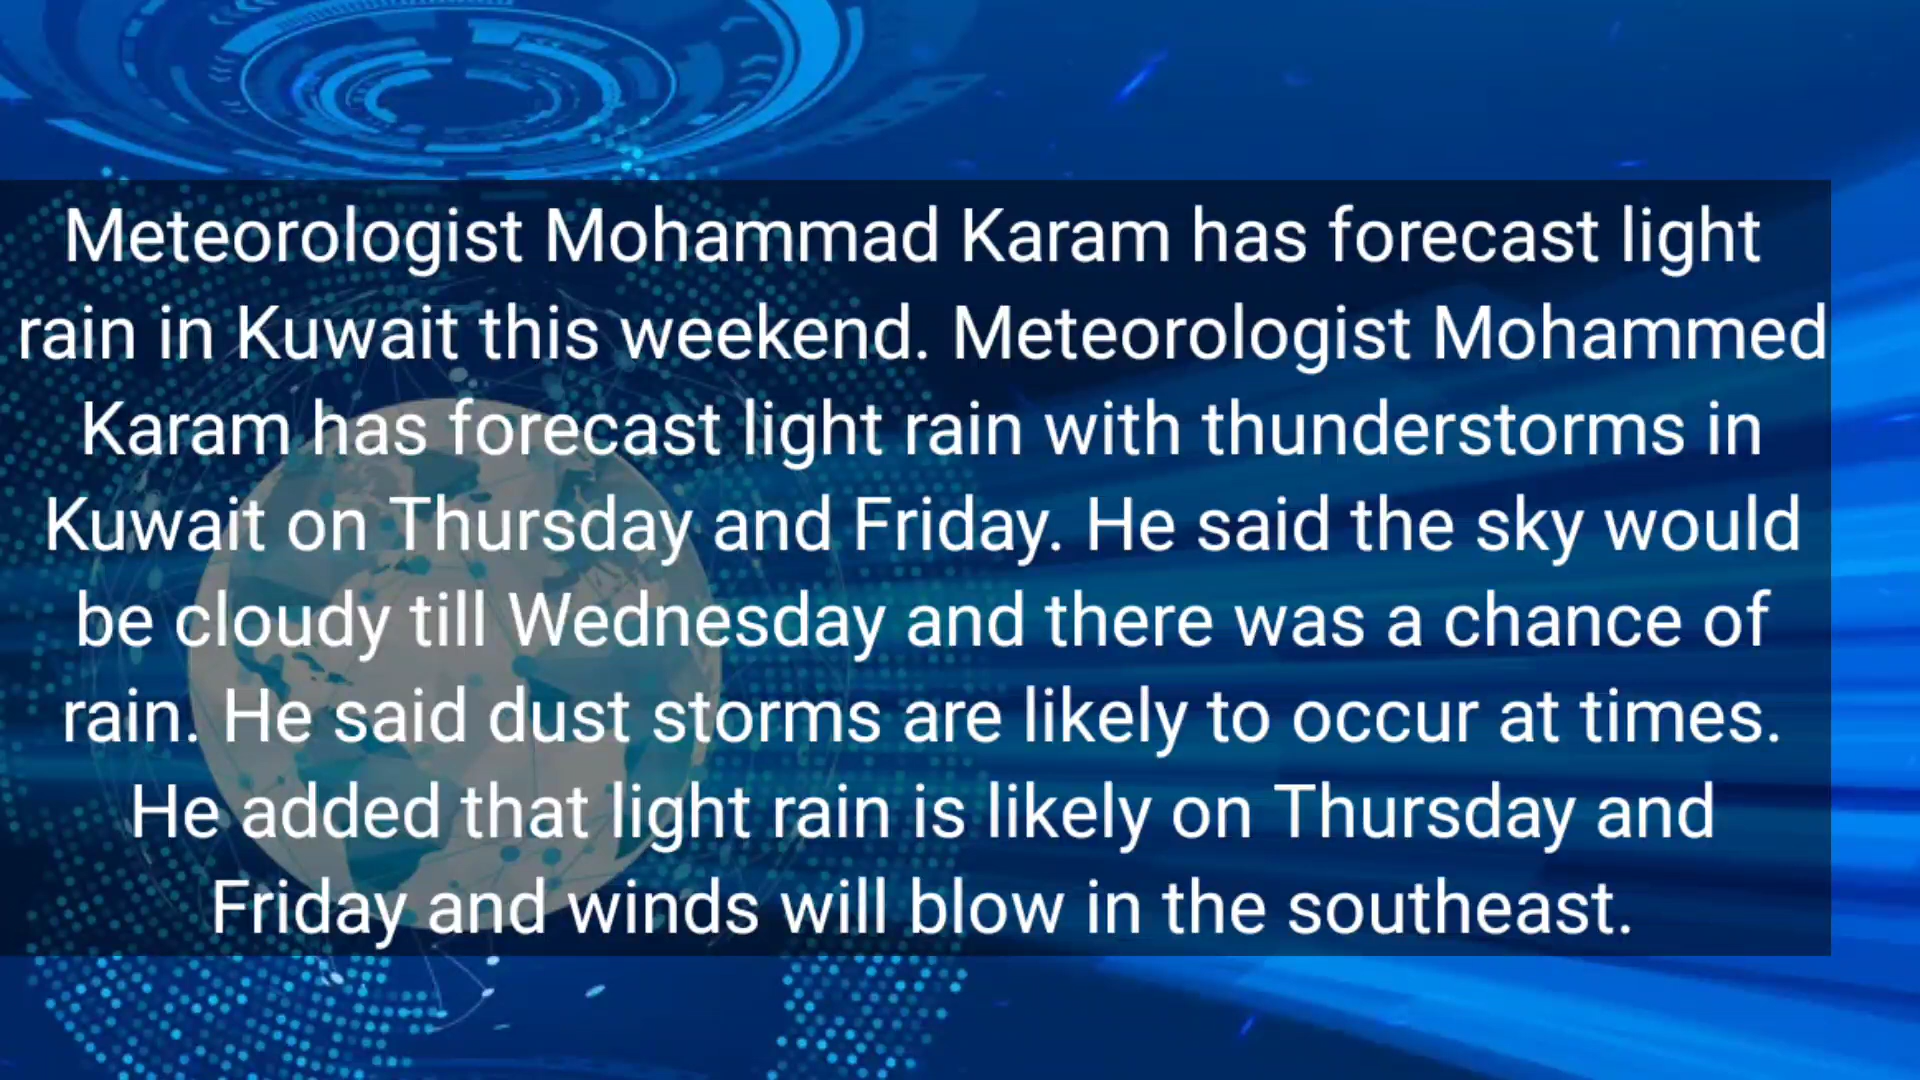 Meteorologist Mohammad Karam has forecast light
rain in Kuwait this weekend. Meteorologist Mohammed
Karam has forecast light rain with thunderstorms in
Kuwait on Thursday and Friday. He said the sky would
be cloudy till Wednesday and there was a chance of
rain. He said dust storms are likely to occur at times.
He added that light rain is likely on Thursday and
Friday and winds will blow in the southeast.